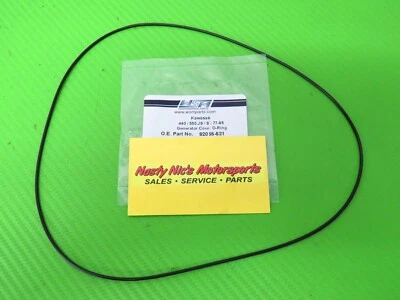 WSM
www.wsmparts.com
Kawasaki
440 / 550 JS / SX 77-95
Generator Cover O-Ring
O.E. Part No. 92055-621
Nasty Nic's Motorsports
SALES • SERVICE • PARTS